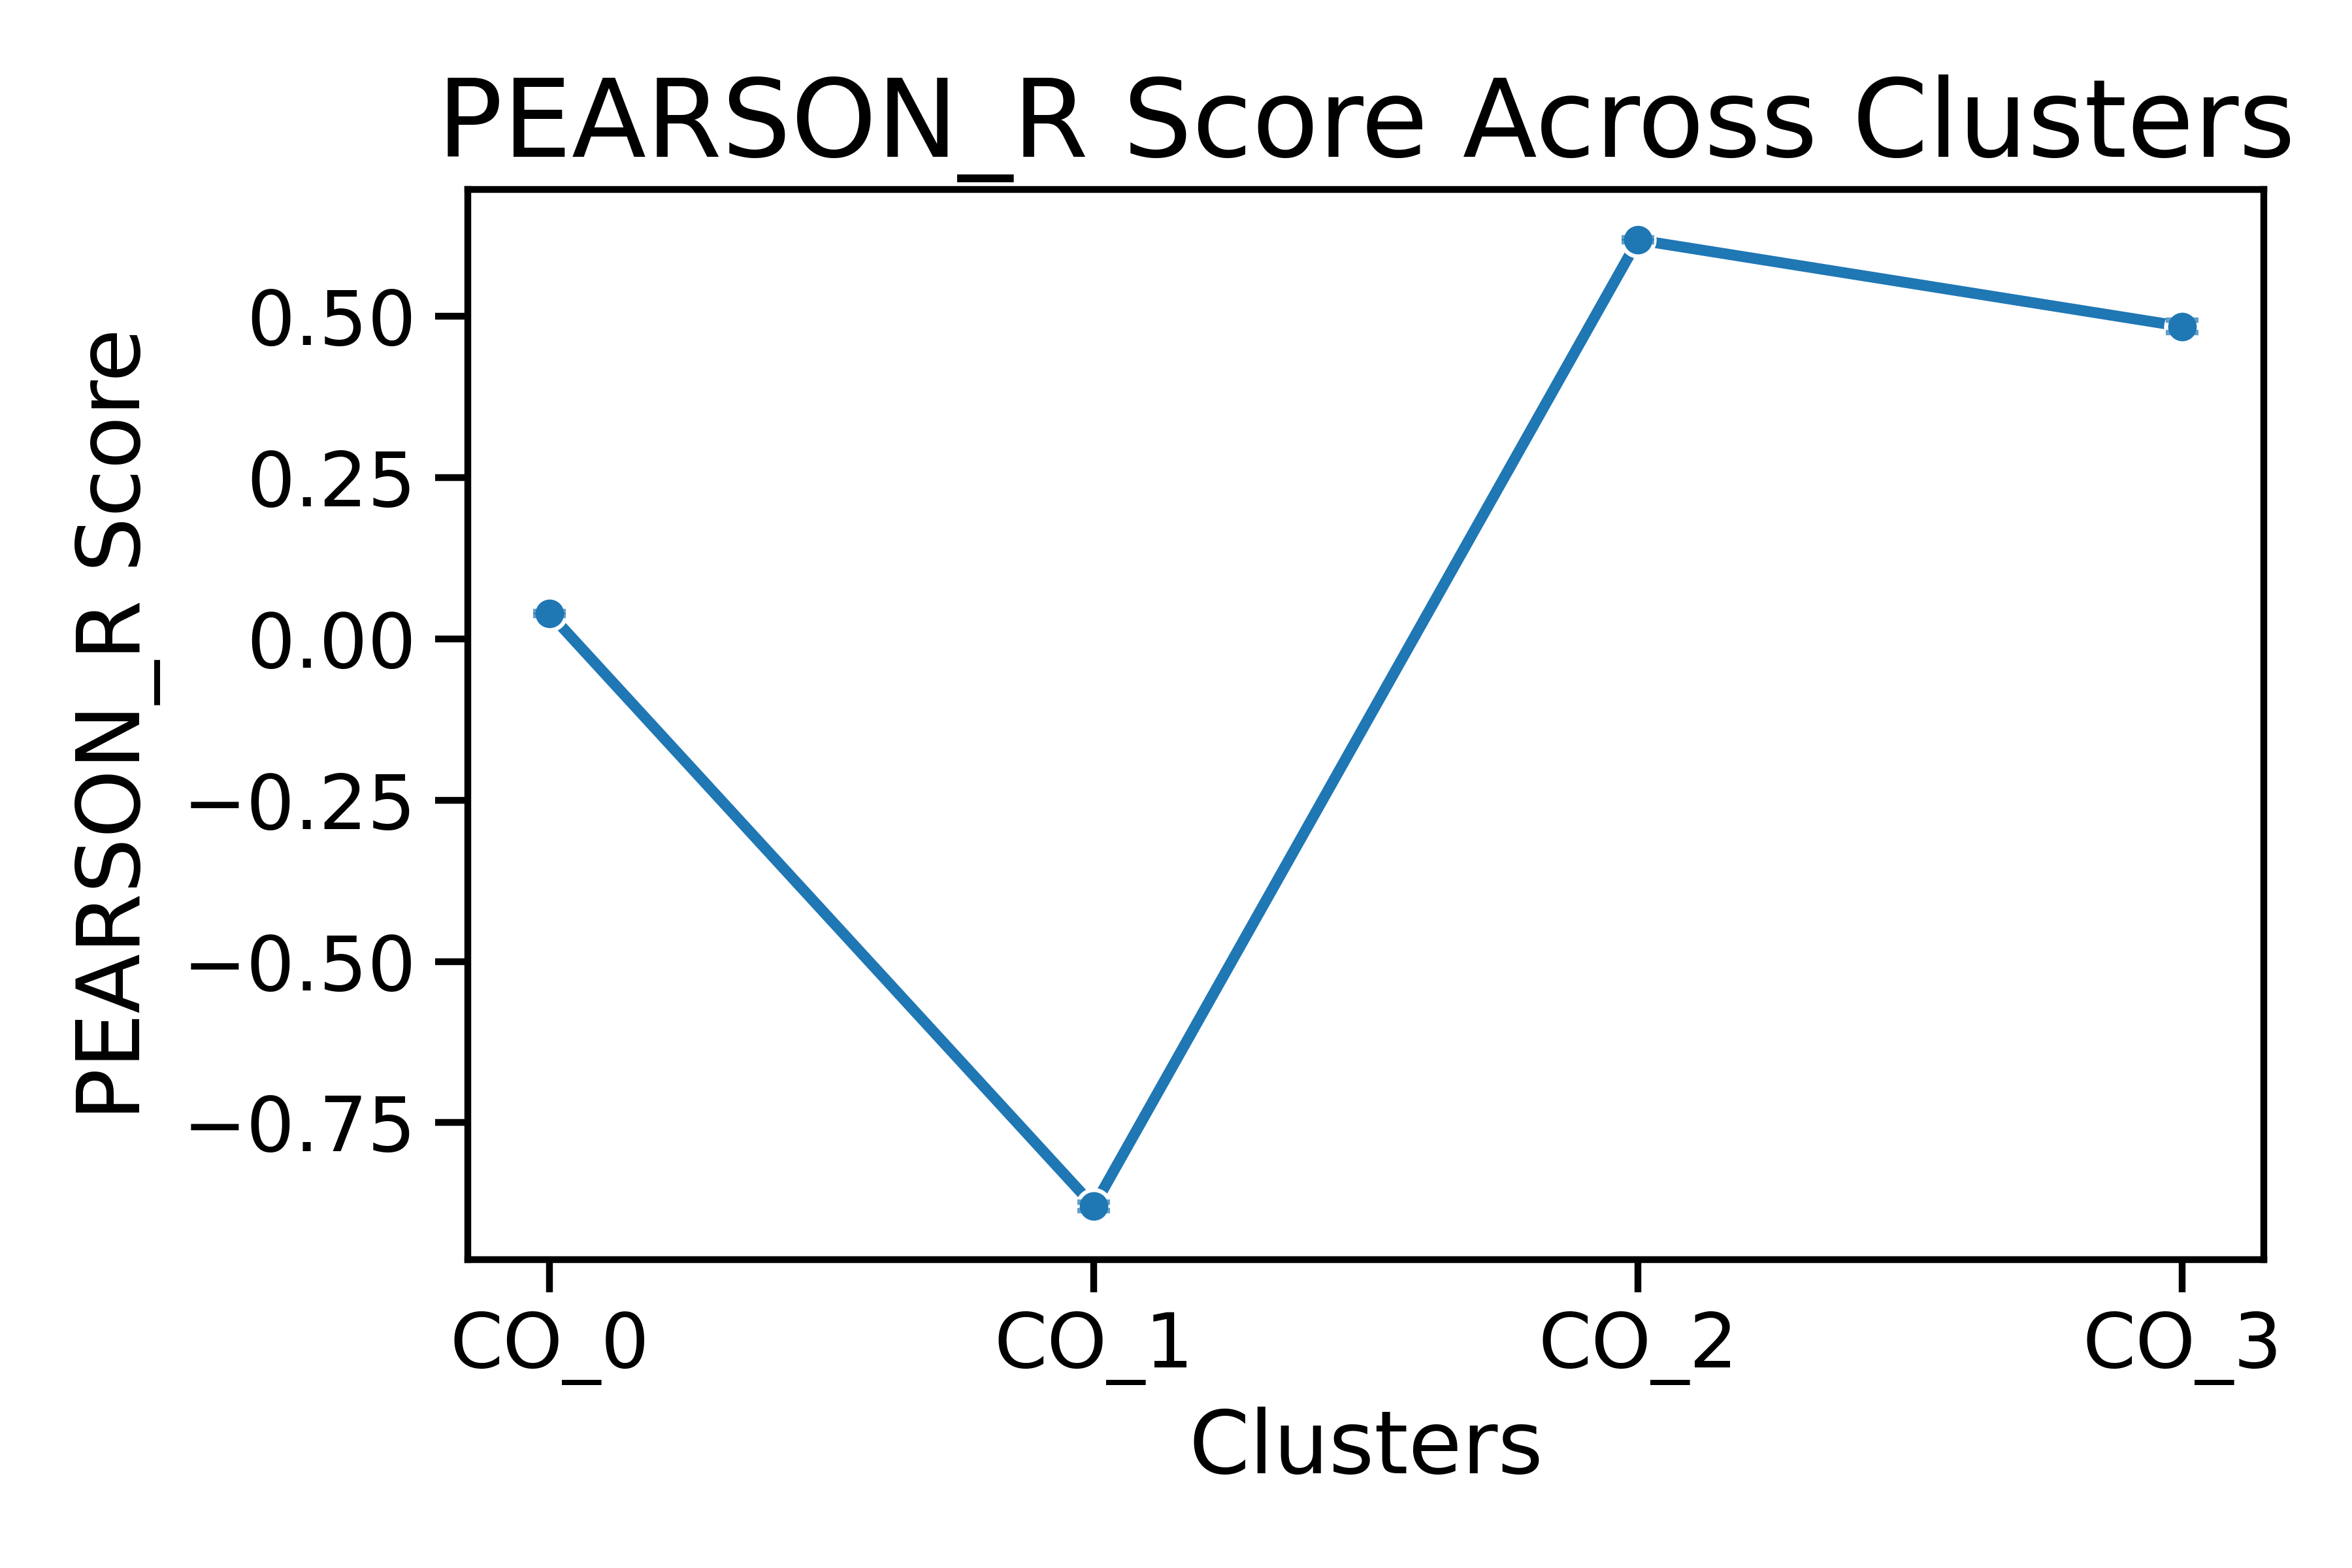 PEARSON_R Score Across Clusters
PEARSON_R Score
0.50
0.25
0.00
−0.25
−0.50
−0.75
CO_0 CO_1 CO_2 CO_3
Clusters